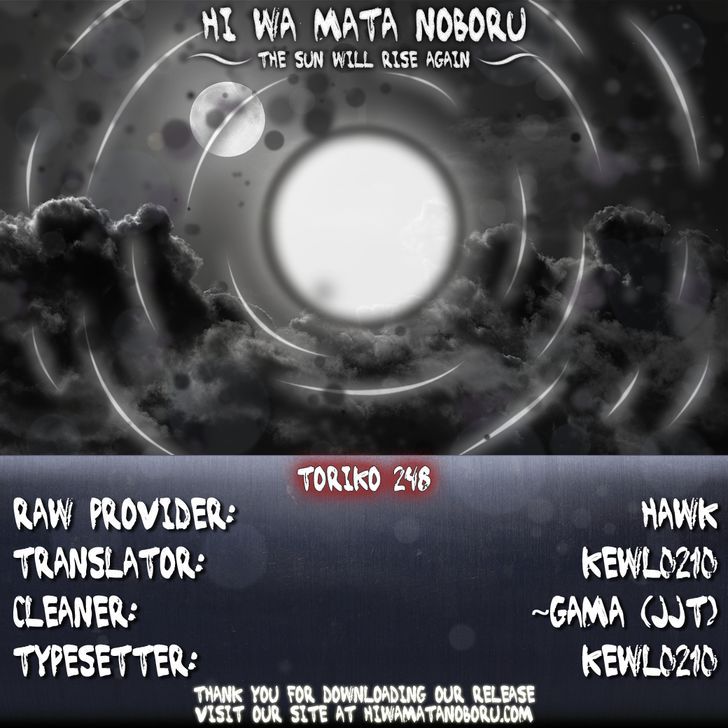 HI WA MATA NOBORU
THE SUN WILL RISE AGAIN
TORIKO 248
RAW PROVIDER: HAWK
TRANSLATOR: KEWL0210
CLEANER: ~GAMA (JJT)
TYPESETTER: KEWL0210
THANK YOU FOR DOWNLOADING OUR RELEASE
VISIT OUR SITE AT HIWAMATANOBORU.COM